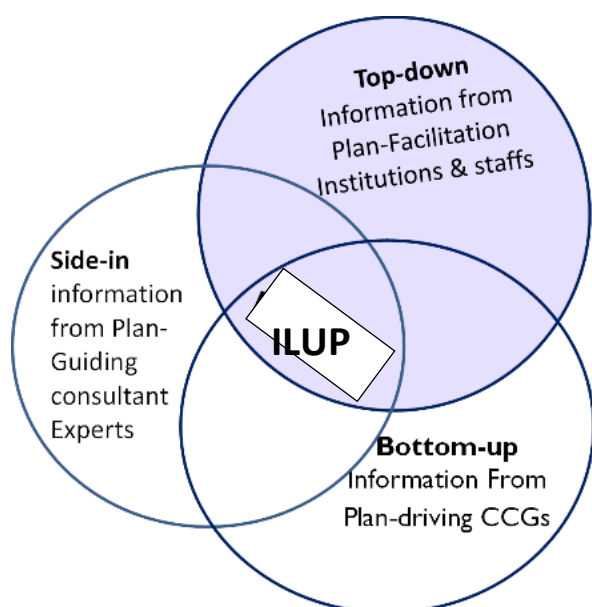 Top-down
Information from
Plan-Facilitation
Institutions & staffs
Side-in
information
from Plan-
Guiding
consultant
Experts
ILUP
Bottom-up
Information From
Plan-driving CCGs